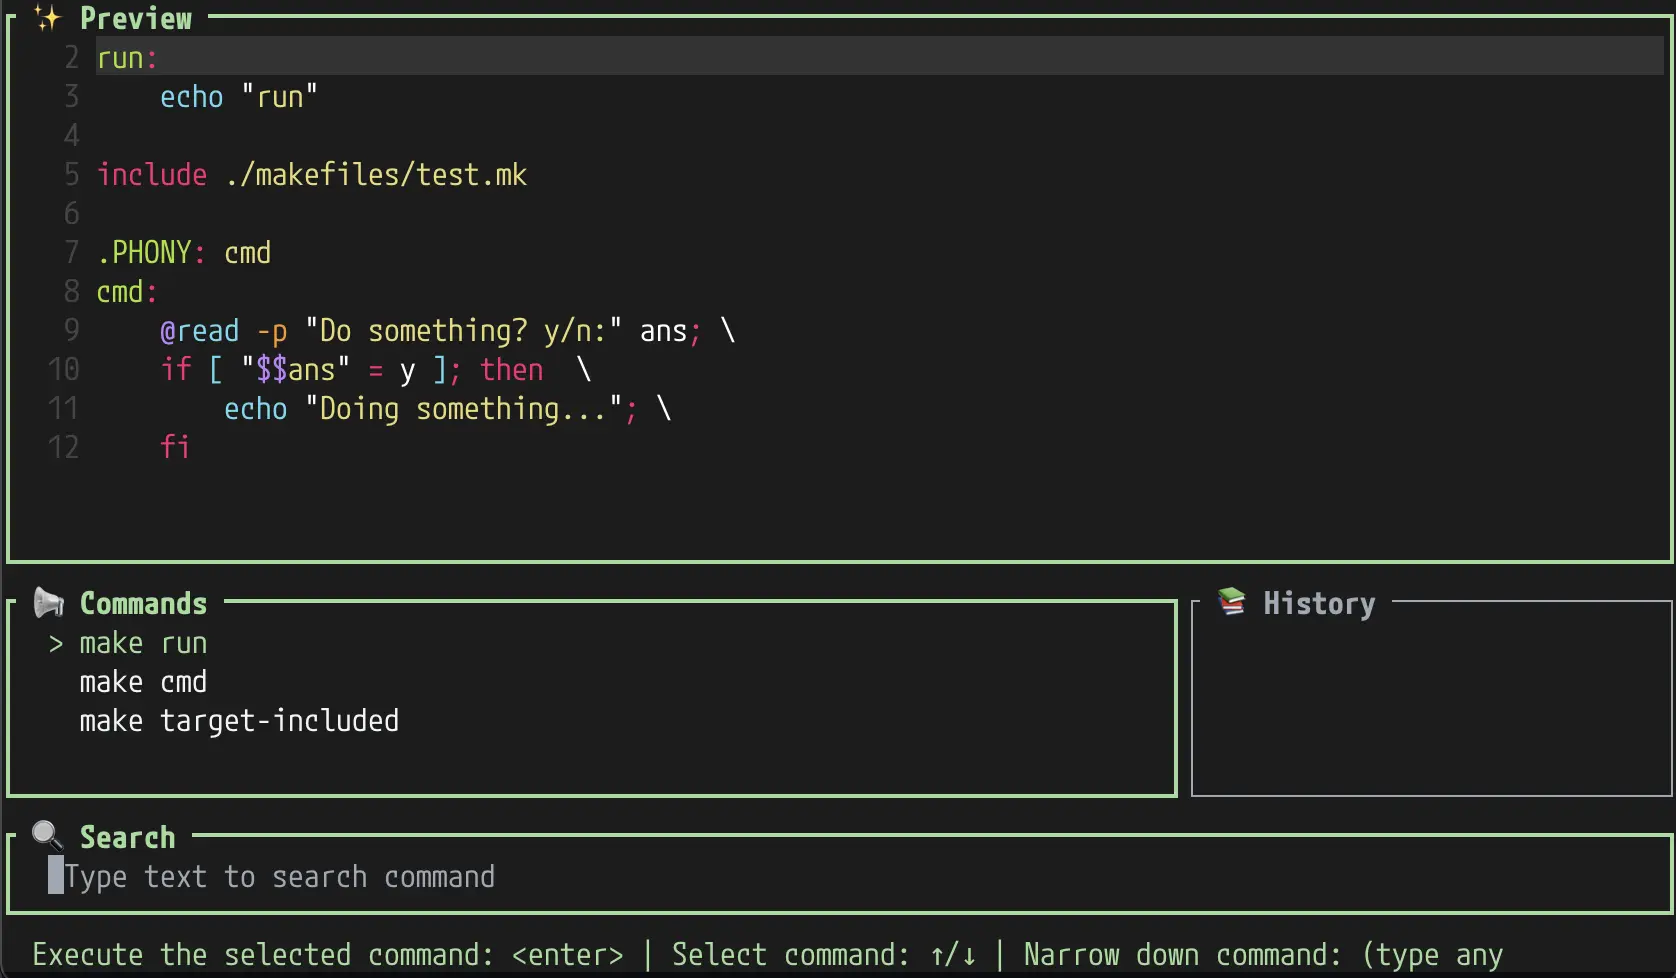 Preview
2 run:
3 echo "run"
4
5 include ./makefiles/test.mk
6
7 .PHONY: cmd
8 cmd:
9 @read -p "Do something? y/n:" ans; \
10 if [ "$$ans" = y ]; then \
11 echo "Doing something..."; \
12 fi
Commands
> make run
make cmd
make target-included
History
Search
Type text to search command
Execute the selected command: <enter> | Select command: ↑/↓ | Narrow down command: (type any